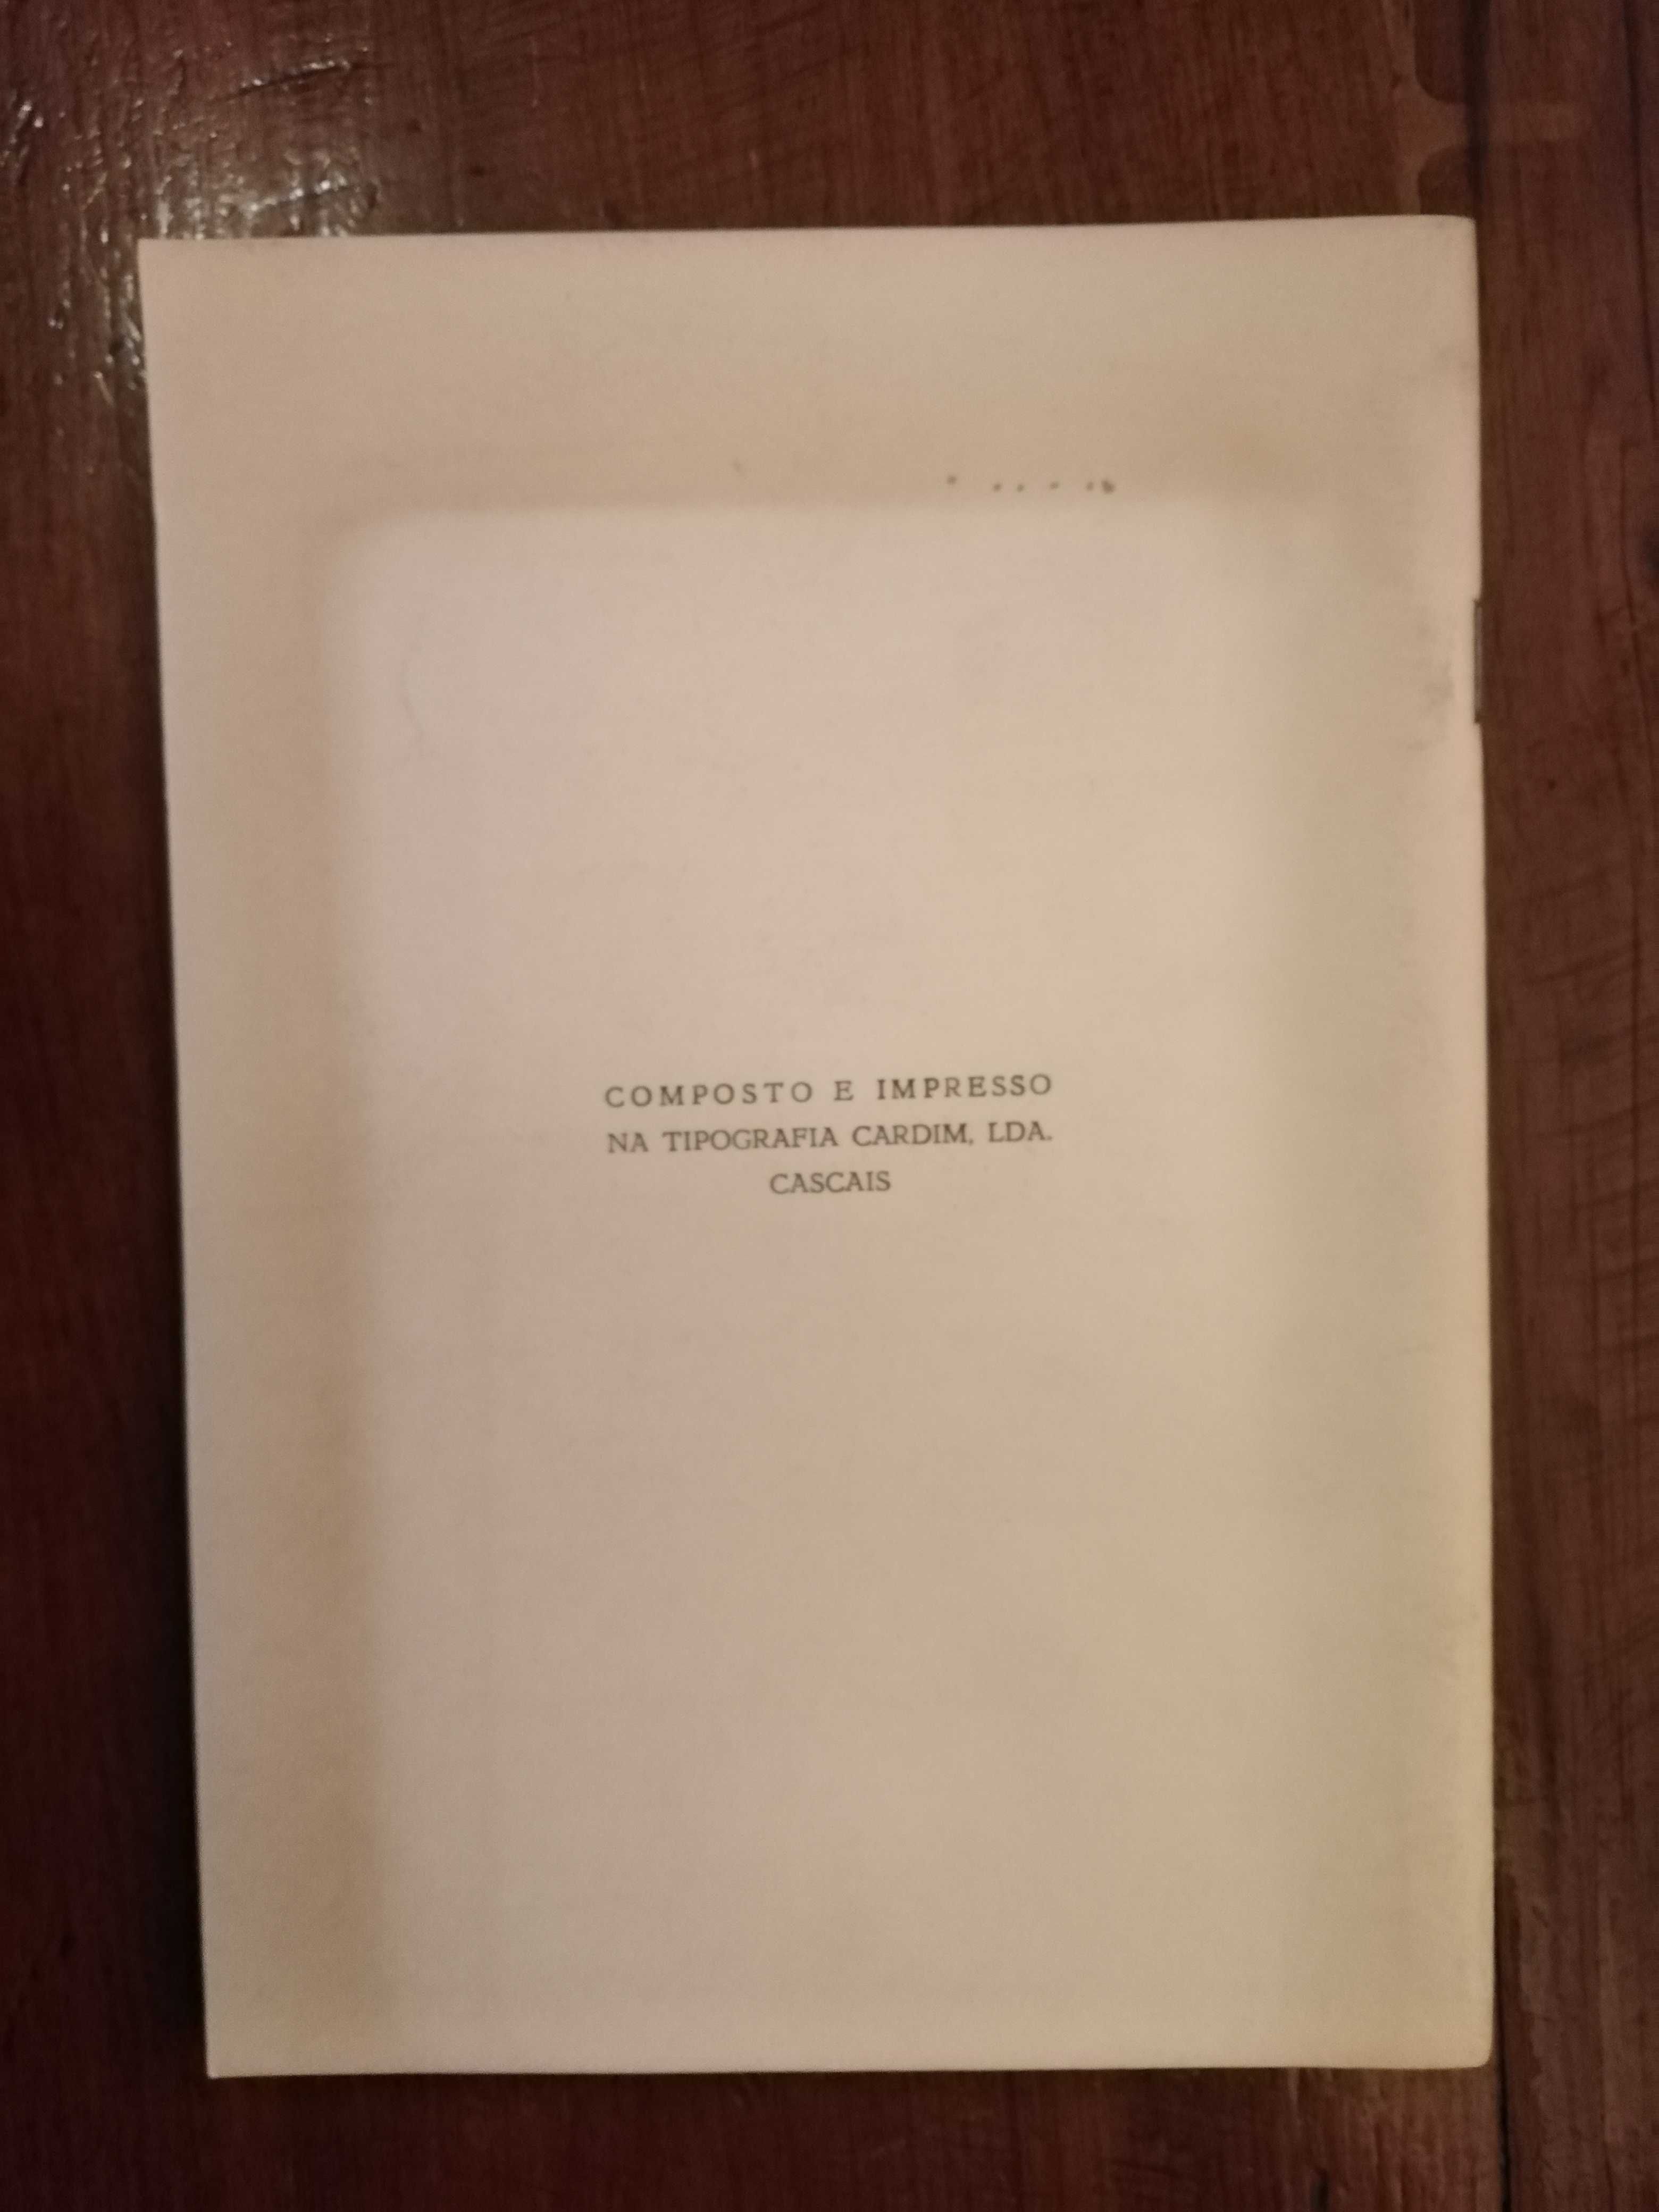 COMPOSTO E IMPRESSO
NA TIPOGRAFIA CARDIM, LDA.
CASCAIS